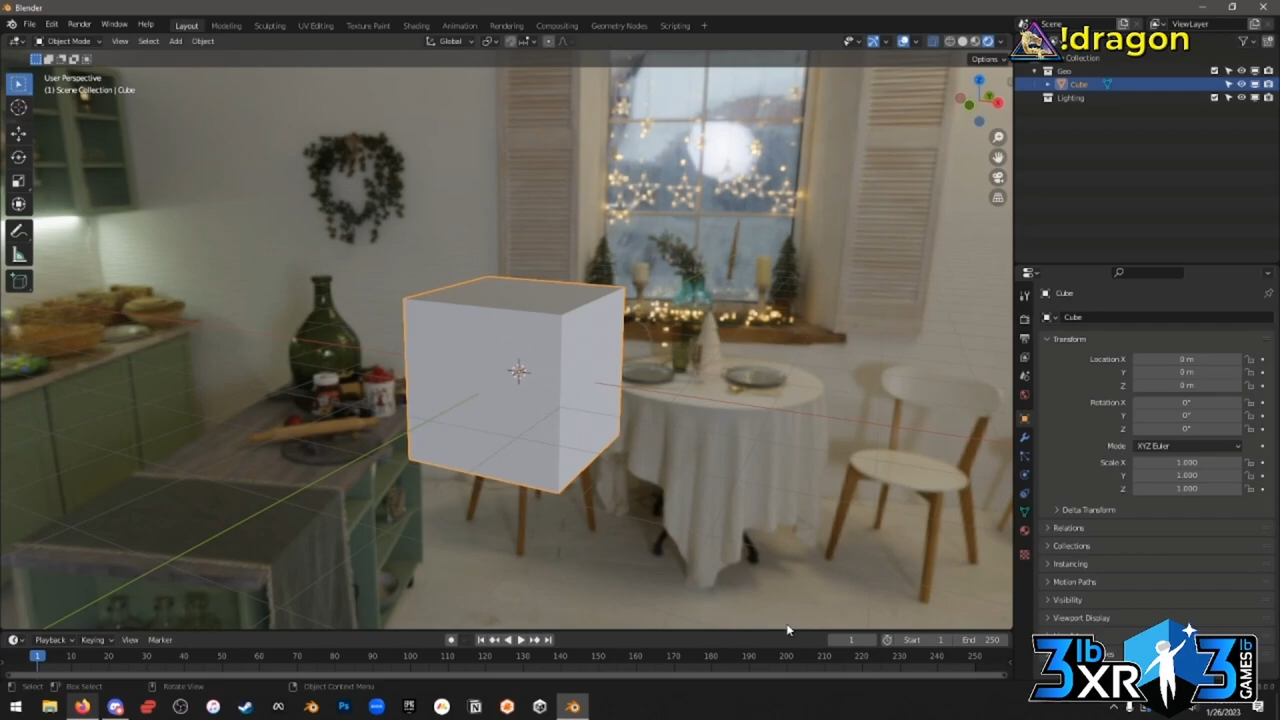 Blender
File Edit Render Window Help Layout Modeling Sculpting UV Editing Texture Paint Shading Animation Rendering Compositing Geometry Nodes Scripting + Scene ViewLayer
Object Mode View Select Add Object Global !dragon
Options Collection
User Perspective
(1) Scene Collection | Cube
Geo
Cube
Lighting
Z
Y
X
Cube
Cube
Transform
Location X 0 m
Y 0 m
Z 0 m
Rotation X 0°
Y 0°
Z 0°
Mode XYZ Euler
Scale X 1.000
Y 1.000
Z 1.000
Delta Transform
Relations
Collections
Instancing
Motion Paths
Visibility
Viewport Display
Playback Keying View Marker 1 Start 1 End 250
1 10 20 30 40 50 60 70 80 90 100 110 120 130 140 150 160 170 180 190 200 210 220 230 240 250
Select Box Select Rotate View Object Context Menu
3lb XR 3lb GAMES
1/26/2023